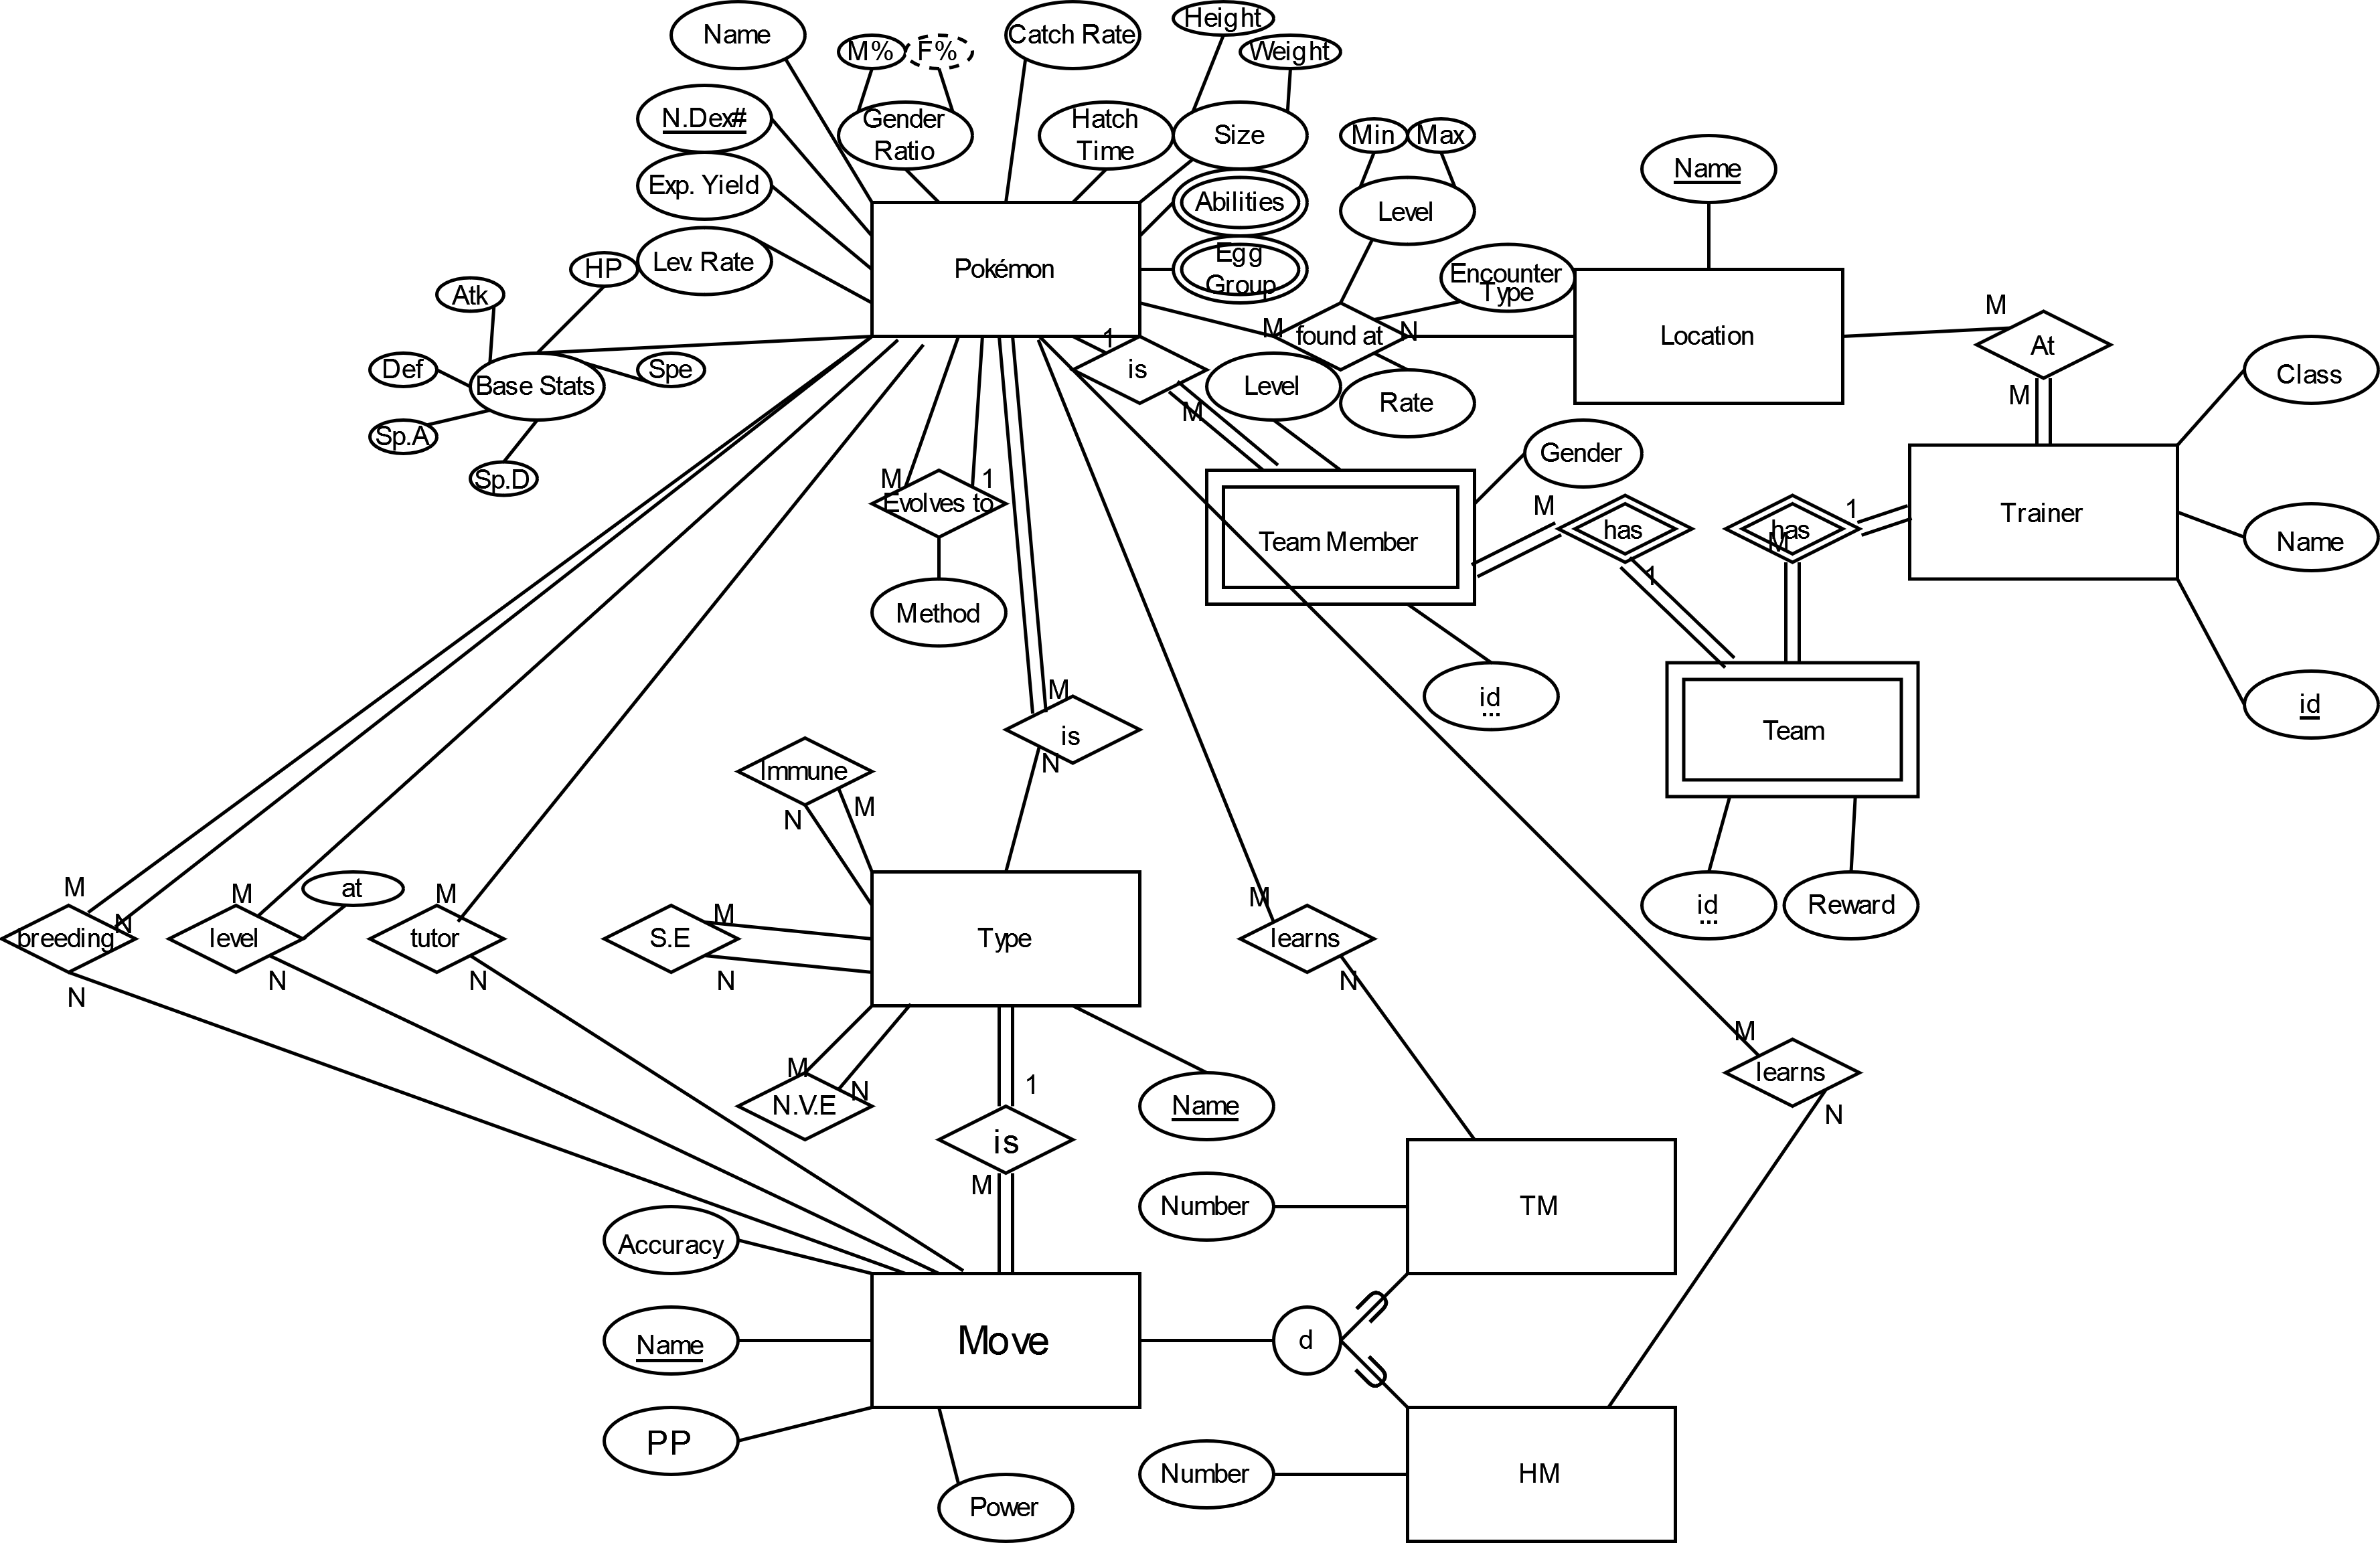 Name
M%
F%
Catch Rate
Height
Weight
N.Dex#
Gender
Ratio
Hatch
Time
Size
Min
Max
Exp. Yield
Abilities
Level
Name
Lev. Rate
HP
Pokémon
Egg
Group
Encounter
Type
Atk
M
found at
N
Location
M
At
1
Def
Base Stats
Spe
is
Level
Rate
M
Class
Sp.A
M
Sp.D
M
1
Evolves to
Gender
M
has
has
M
1
Trainer
Name
Team Member
1
Method
id
id
M
is
N
Team
Immune
M
N
M
N
breeding
N
M
level
N
at
M
tutor
N
S.E
M
N
Type
M
learns
N
id
Reward
M
N
N.V.E
1
is
M
Name
M
learns
N
Accuracy
Number
TM
Name
Move
d
PP
Power
Number
HM